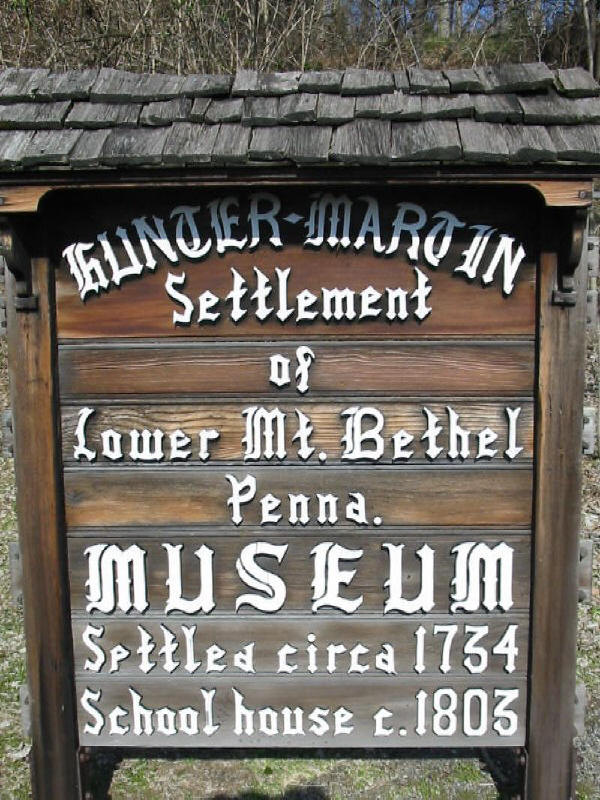 HUNTER-MARTIN
Settlement
of
Lower Mt. Bethel
Penna.
MUSEUM
Settled circa 1734
School house c.1803